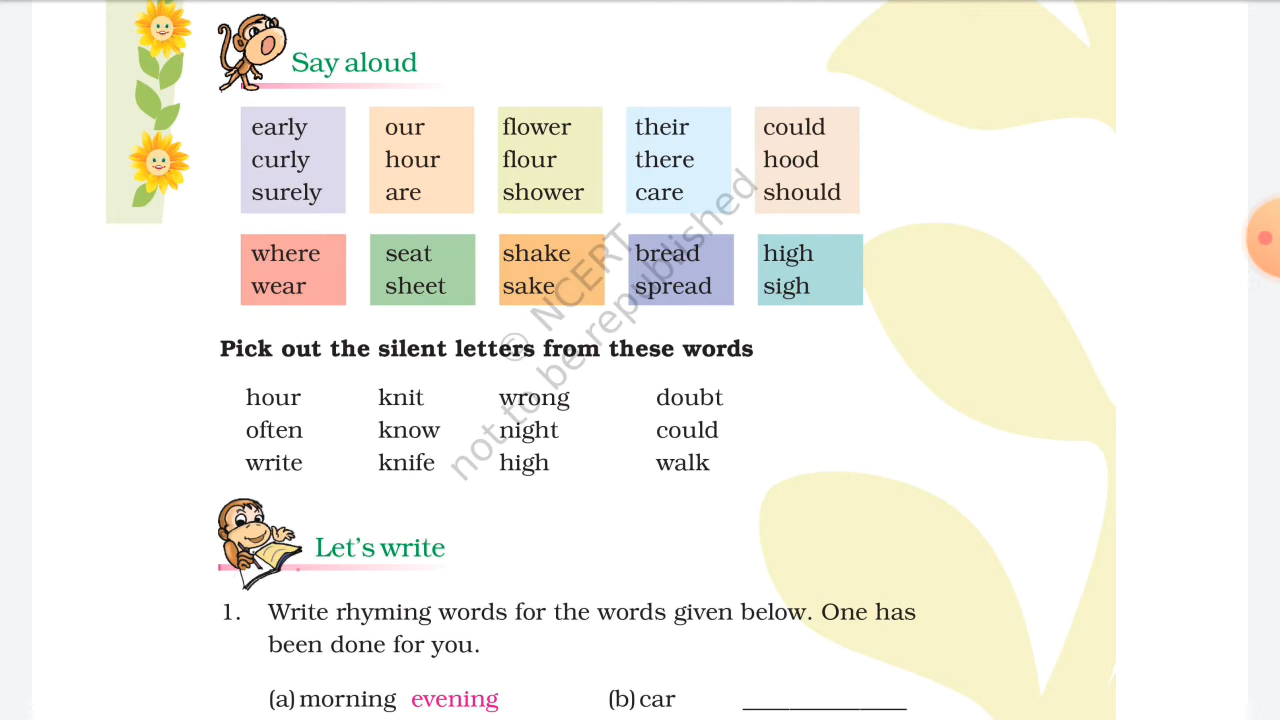 Say aloud
early our flower their could
curly hour flour there hood
surely are shower care should
where seat shake bread high
wear sheet sake spread sigh
Pick out the silent letters from these words
hour knit wrong doubt
often know night could
write knife high walk
© NCERT
not to be republished
Let's write
1. Write rhyming words for the words given below. One has
been done for you.
(a) morning evening (b) car ____________